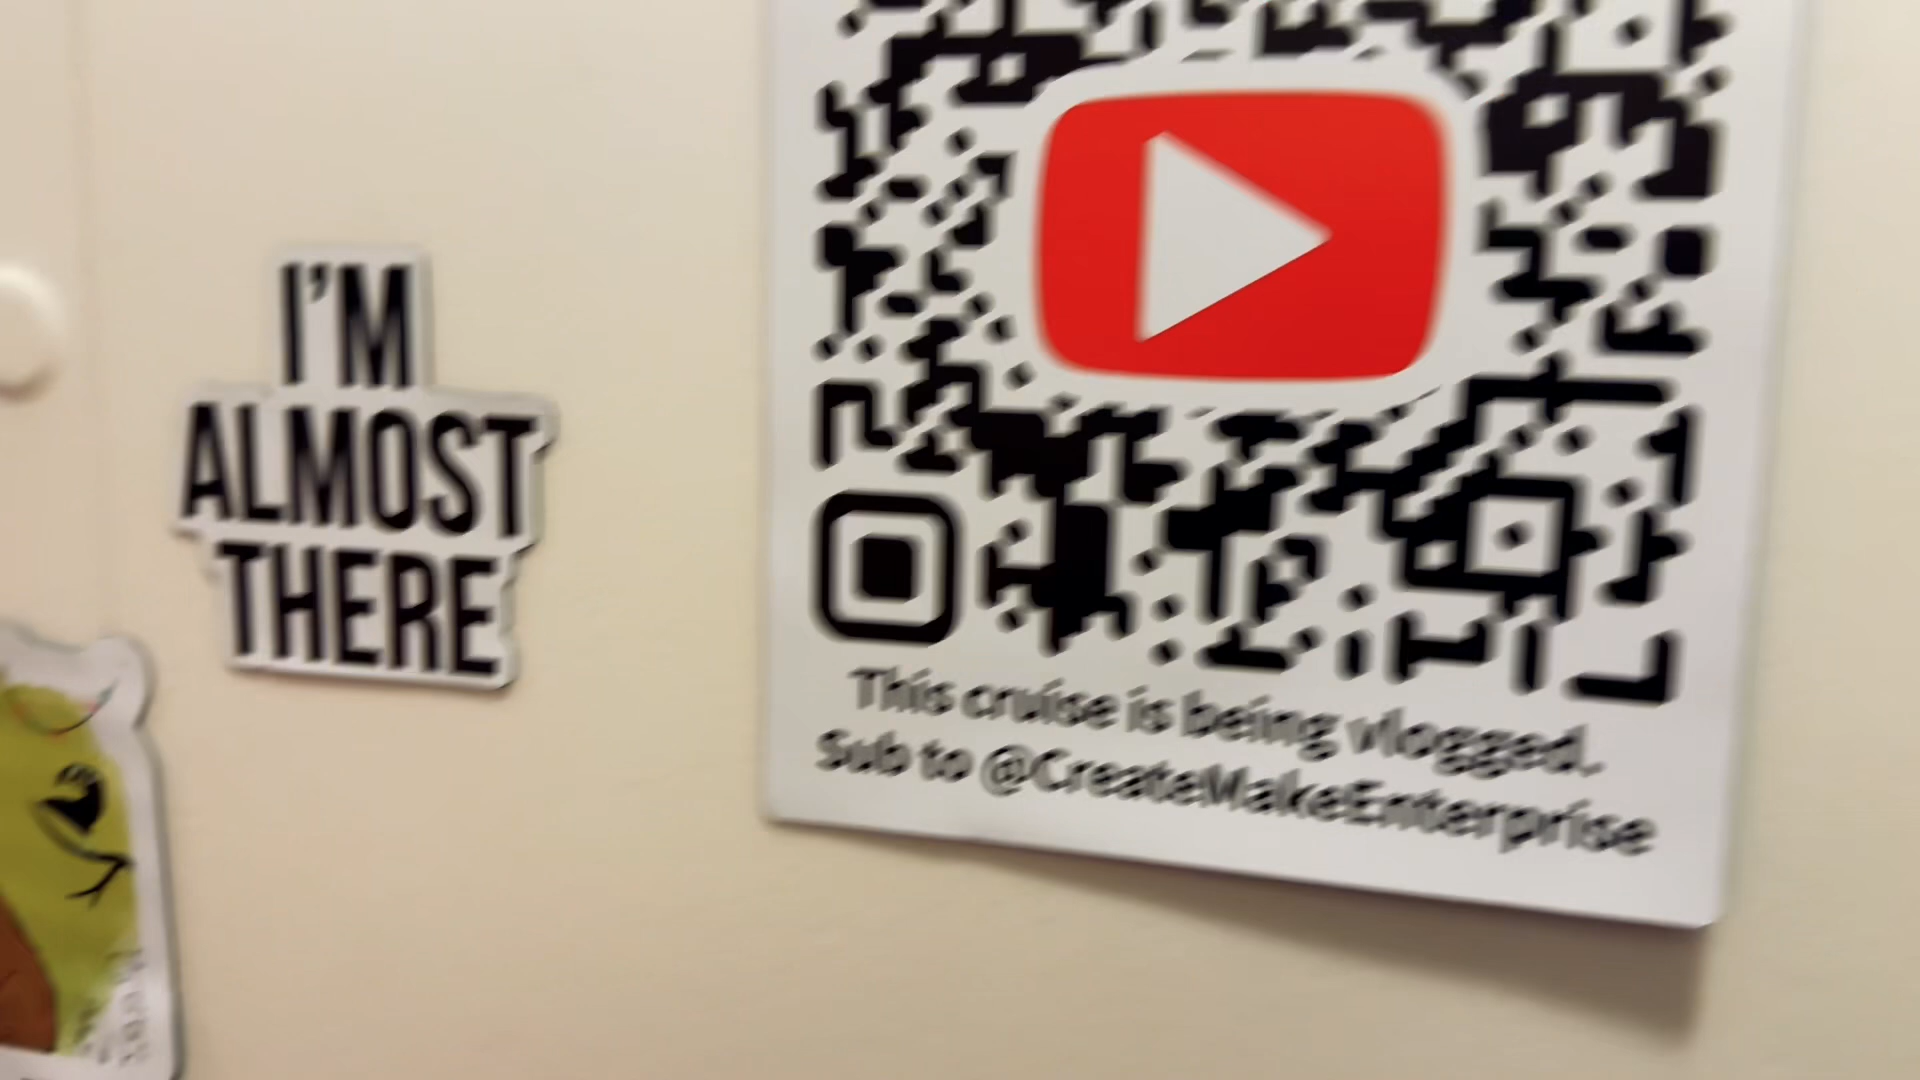 I'M
ALMOST
THERE
This cruise is being vlogged.
Sub to @CreateMakeEnterprise